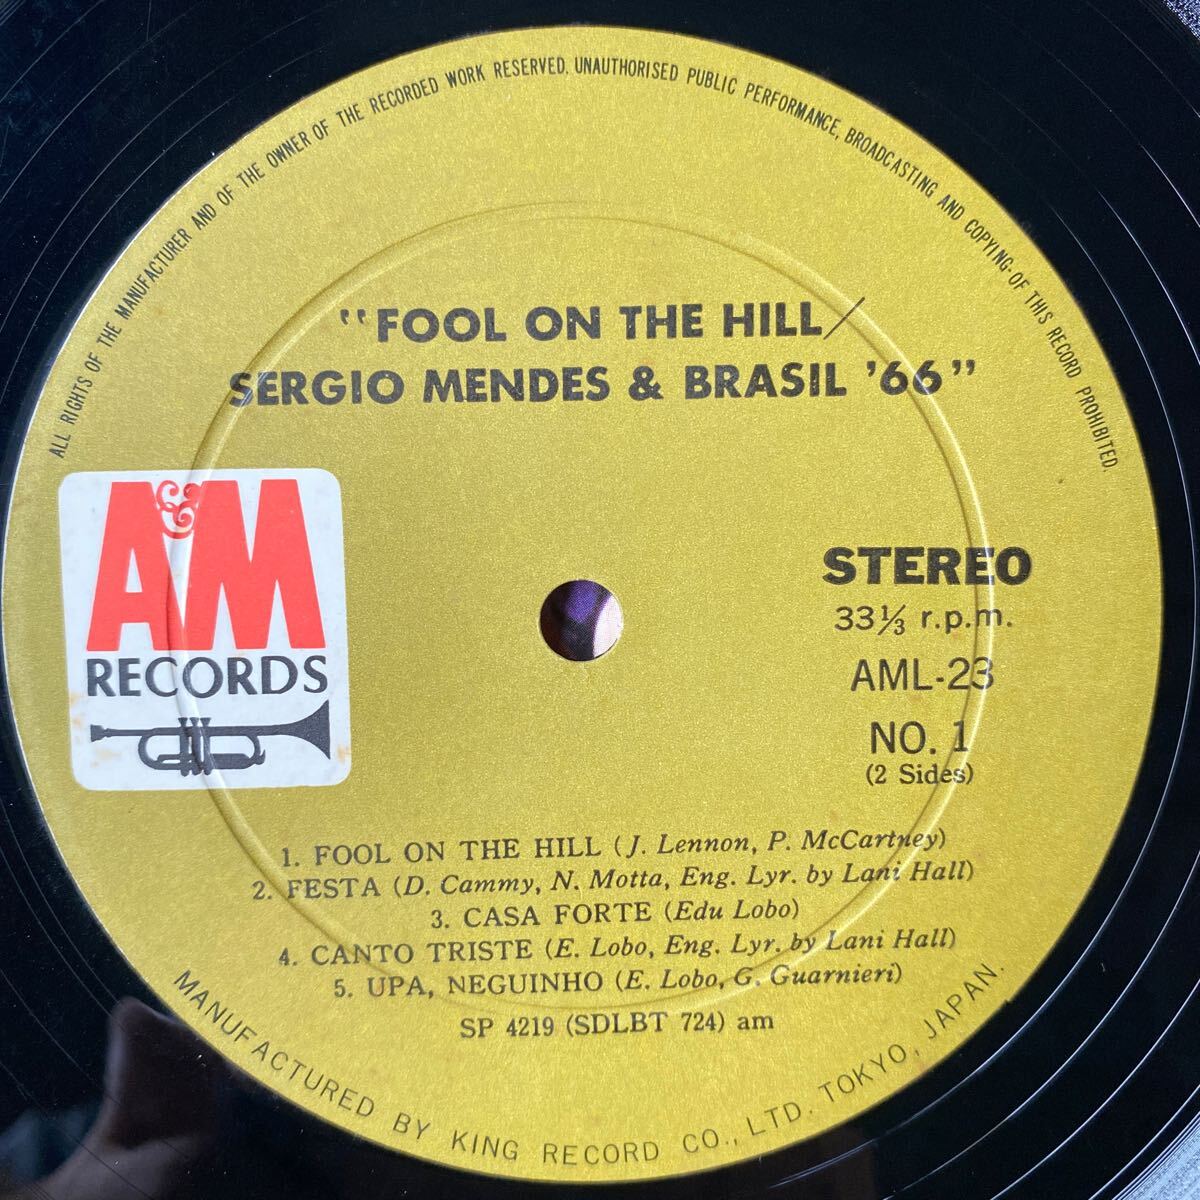 ALL RIGHTS OF THE MANUFACTURER AND OF THE OWNER OF THE RECORDED WORK RESERVED. UNAUTHORISED PUBLIC PERFORMANCE, BROADCASTING AND COPYING·OF THIS RECORD PROHIBITED.
"FOOL ON THE HILL/
SERGIO MENDES & BRASIL '66"
A&M
RECORDS
STEREO
33⅓ r.p.m.
AML-23
NO. 1
(2 Sides)
1. FOOL ON THE HILL (J. Lennon, P. McCartney)
2. FESTA (D. Cammy, N. Motta, Eng. Lyr. by Lani Hall)
3. CASA FORTE (Edu Lobo)
4. CANTO TRISTE (E. Lobo, Eng. Lyr. by Lani Hall)
5. UPA, NEGUINHO (E. Lobo, G. Guarnieri)
SP 4219 (SDLBT 724) am
MANUFACTURED BY KING RECORD CO., LTD. TOKYO, JAPAN.